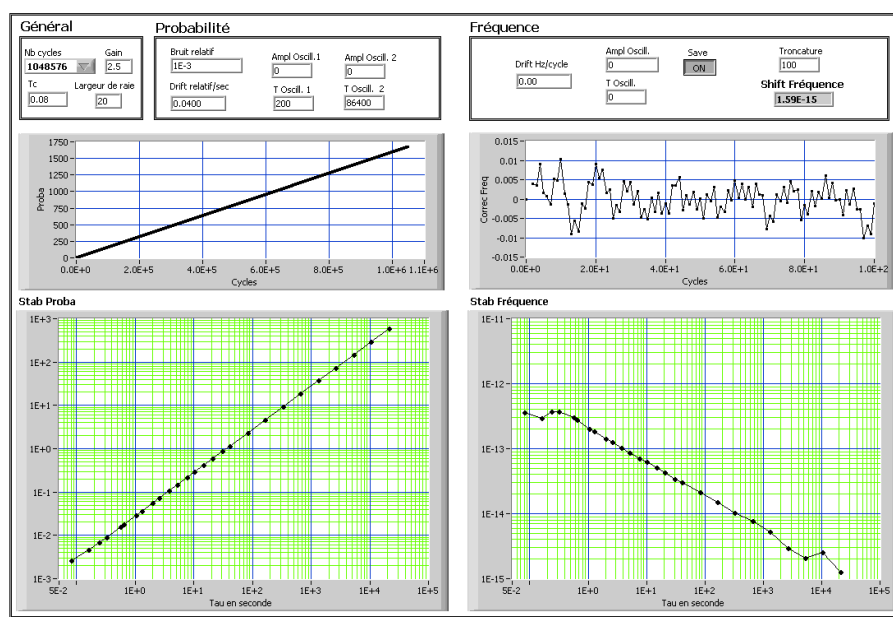 Général
Nb cycles Gain
1048576 2.5
Tc Largeur de raie
0.08 20
Probabilité
Bruit relatif Ampl Oscill.1 Ampl Oscill. 2
1E-3 0 0
Drift relatif/sec T Oscill. 1 T Oscill. 2
0.0400 200 86400
Fréquence
Drift Hz/cycle Ampl Oscill. Save Troncature
0.00 0 ON 100
T Oscill. Shift Fréquence
0 1.59E-15
1750
1500
1250
1000
750
500
250
0
Proba
0.0E+0 2.0E+5 4.0E+5 6.0E+5 8.0E+5 1.0E+6 1.1E+6
Cycles
0.015
0.01
0.005
0
-0.005
-0.01
-0.015
Correc Freq
0.0E+0 2.0E+1 4.0E+1 6.0E+1 8.0E+1 1.0E+2
Cycles
Stab Proba
1E+3
1E+2
1E+1
1E+0
1E-1
1E-2
1E-3
5E-2 1E+0 1E+1 1E+2 1E+3 1E+4 1E+5
Tau en seconde
Stab Fréquence
1E-11
1E-12
1E-13
1E-14
1E-15
5E-2 1E+0 1E+1 1E+2 1E+3 1E+4 1E+5
Tau en seconde